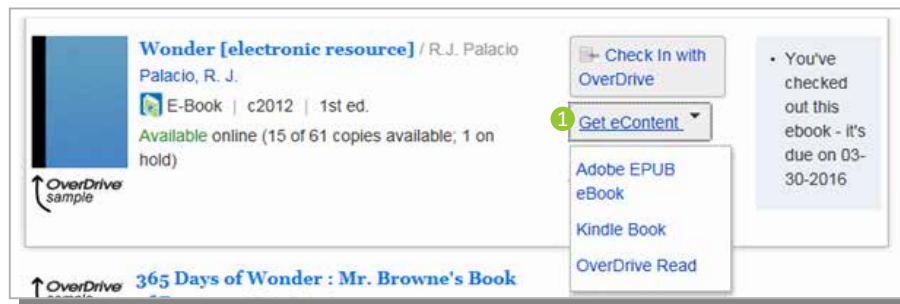 Wonder [electronic resource] / R.J. Palacio
Palacio, R. J.
E-Book | c2012 | 1st ed.
Available online (15 of 61 copies available; 1 on
hold)
OverDrive
sample
Check In with
OverDrive
1
Get eContent
Adobe EPUB
eBook
Kindle Book
OverDrive Read
• You've
checked
out this
ebook - it's
due on 03-
30-2016
OverDrive
365 Days of Wonder : Mr. Browne's Book